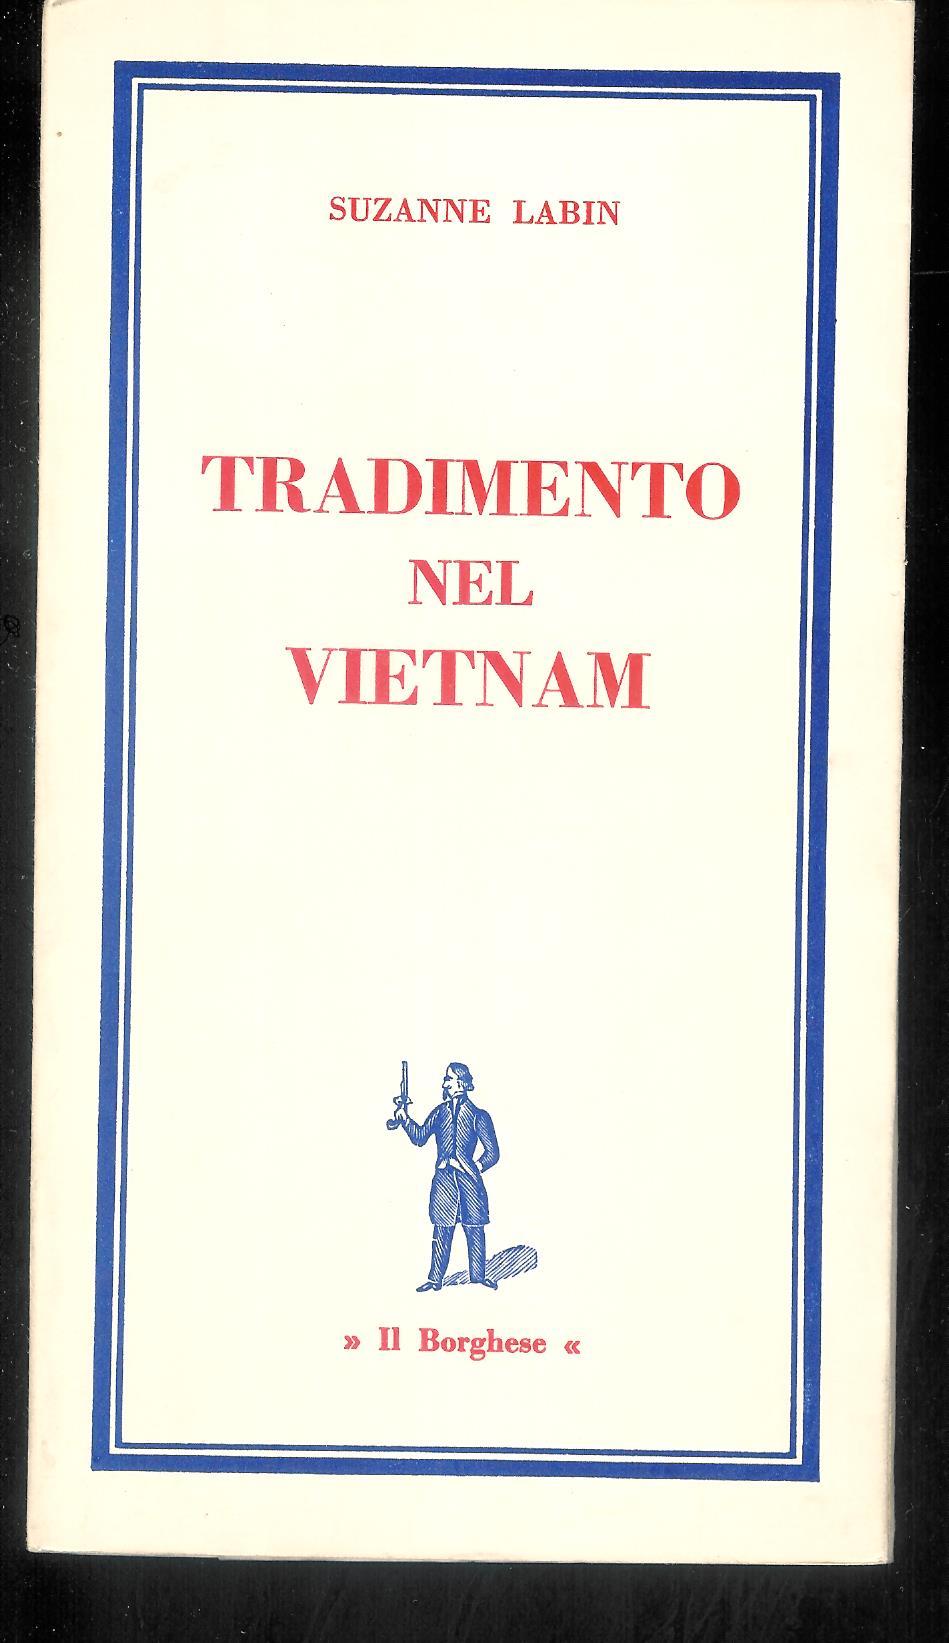 SUZANNE LABIN
TRADIMENTO
NEL
VIETNAM
» Il Borghese «